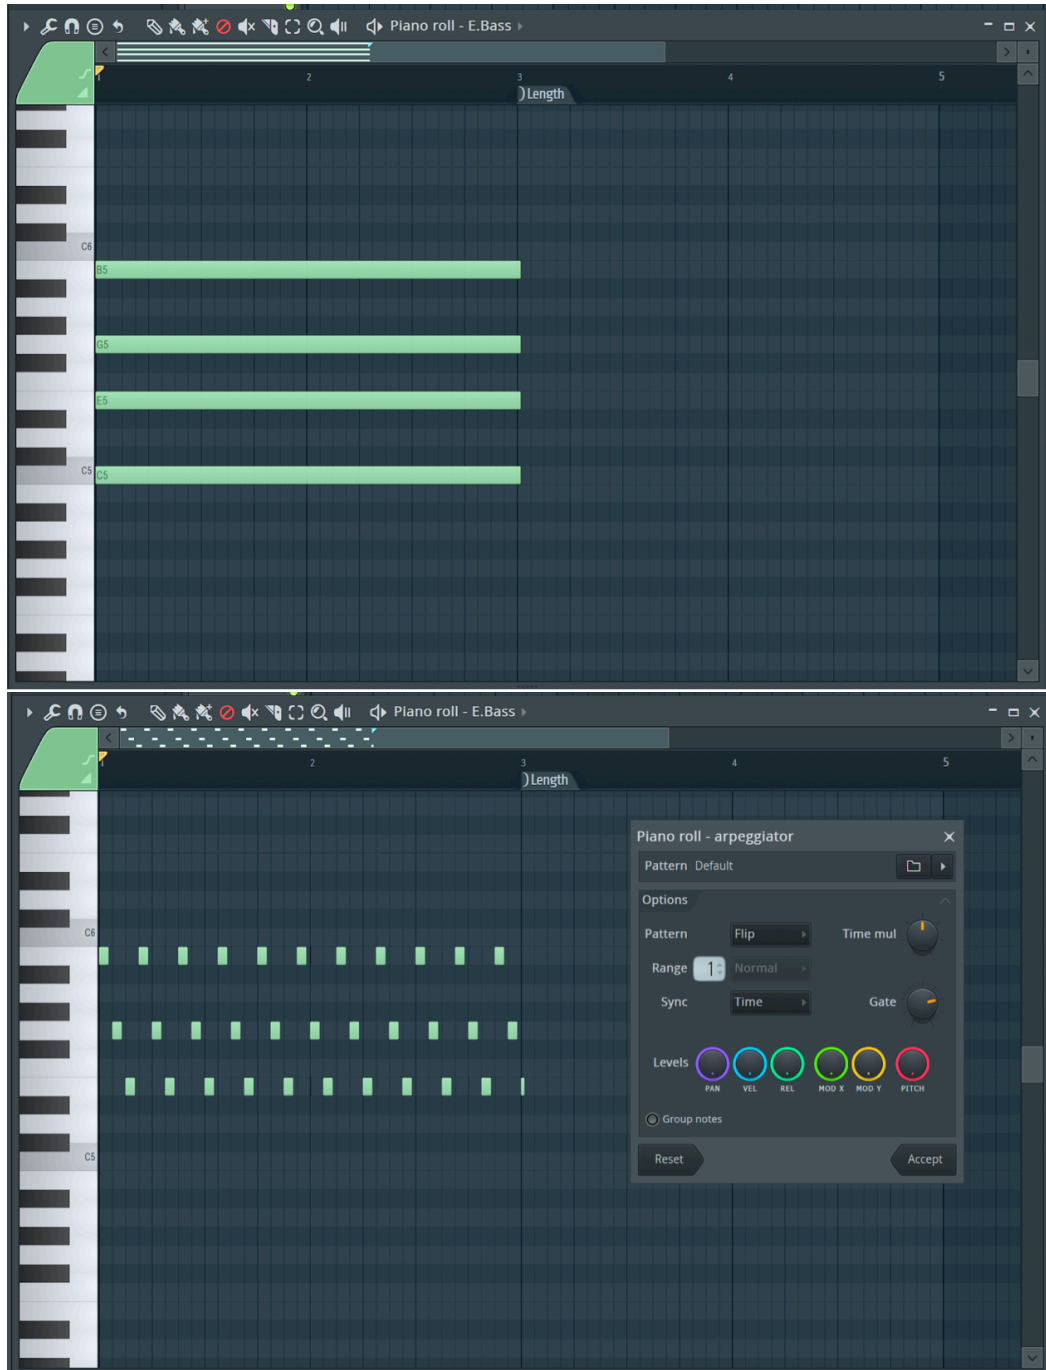 Piano roll - E.Bass
1 2 3 4 5
Length
C6
B5
G5
E5
C5 C5
Piano roll - E.Bass
1 2 3 4 5
Length
Piano roll - arpeggiator
Pattern Default
Options
C6
Pattern Flip Time mul
Range 1 Normal
Sync Time Gate
Levels
PAN VEL REL MOD X MOD Y PITCH
Group notes
C5
Reset Accept